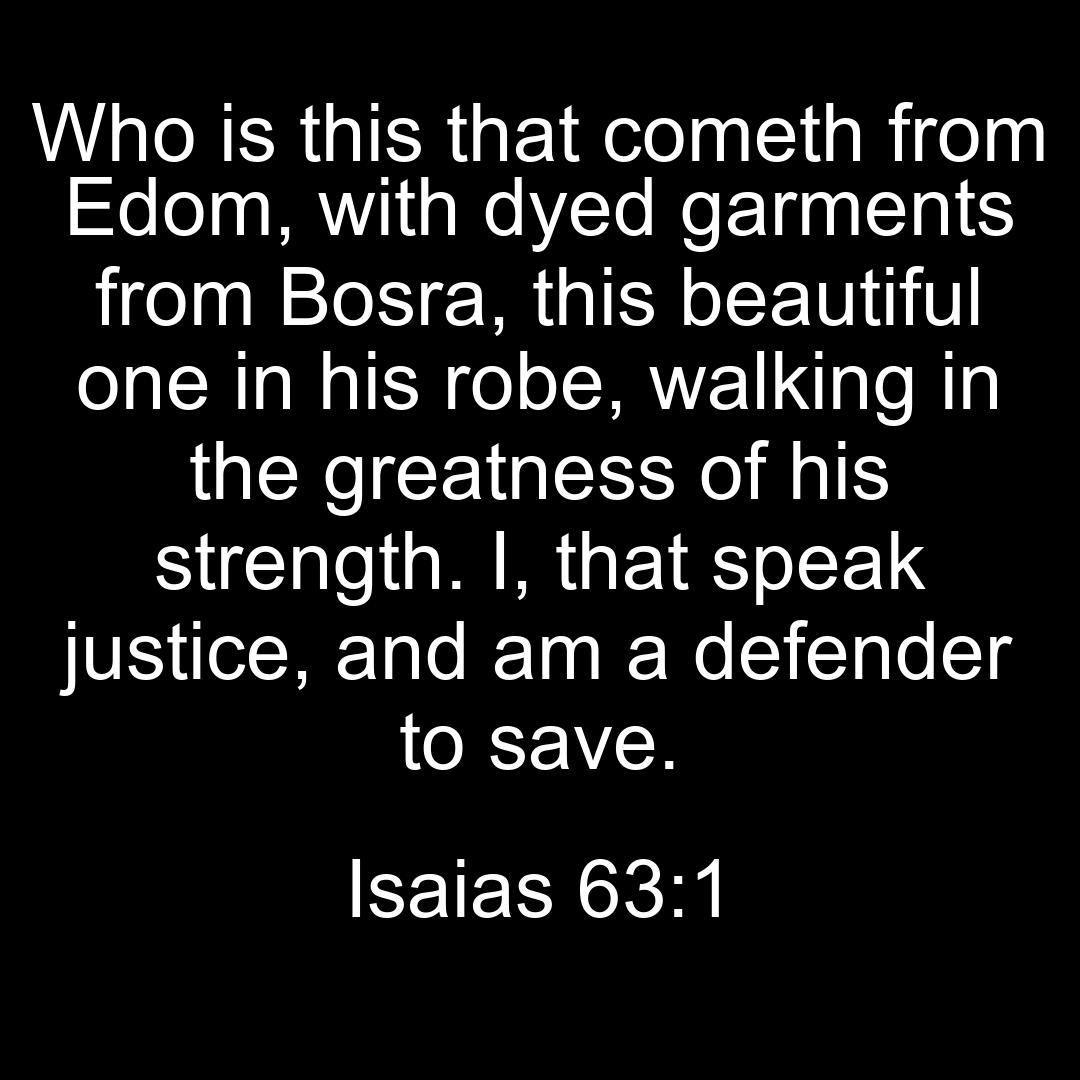 Who is this that cometh from
Edom, with dyed garments
from Bosra, this beautiful
one in his robe, walking in
the greatness of his
strength. I, that speak
justice, and am a defender
to save.
Isaias 63:1